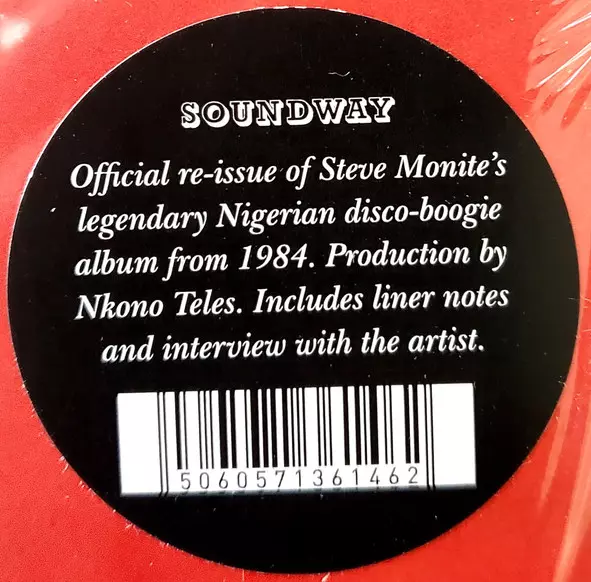 SOUNDWAY
Official re-issue of Steve Monite's
legendary Nigerian disco-boogie
album from 1984. Production by
Nkono Teles. Includes liner notes
and interview with the artist.
5060571361462